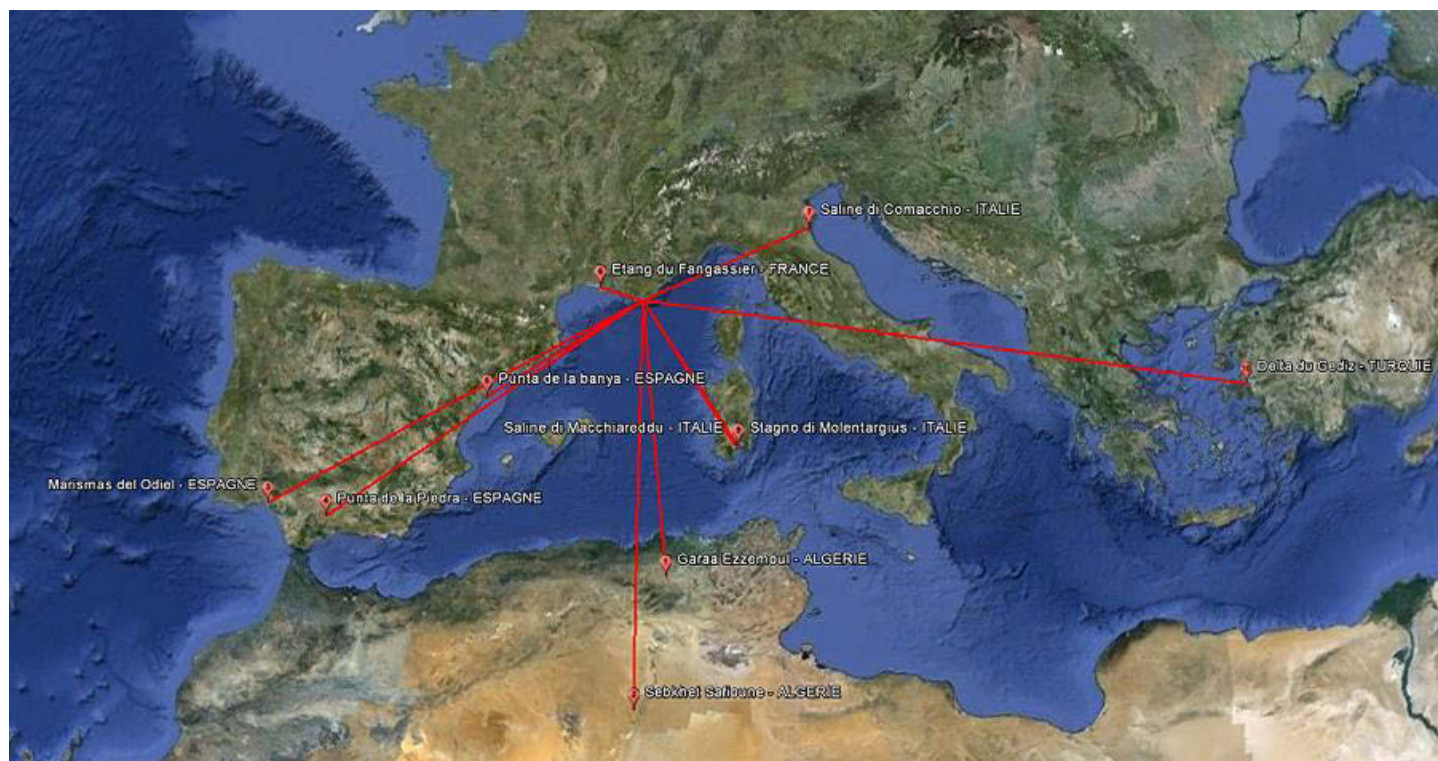 Saline di Comacchio - ITALIE
Etang du Fangassier - FRANCE
Delta du Gediz - TURQUIE
Punta de la banya - ESPAGNE
Saline di Macchiareddu - ITALIE
Stagno di Molentargius - ITALIE
Marismas del Odiel - ESPAGNE
Punta de la Piedra - ESPAGNE
Garaa Ezzemoul - ALGERIE
Sebkhet Safioune - ALGERIE